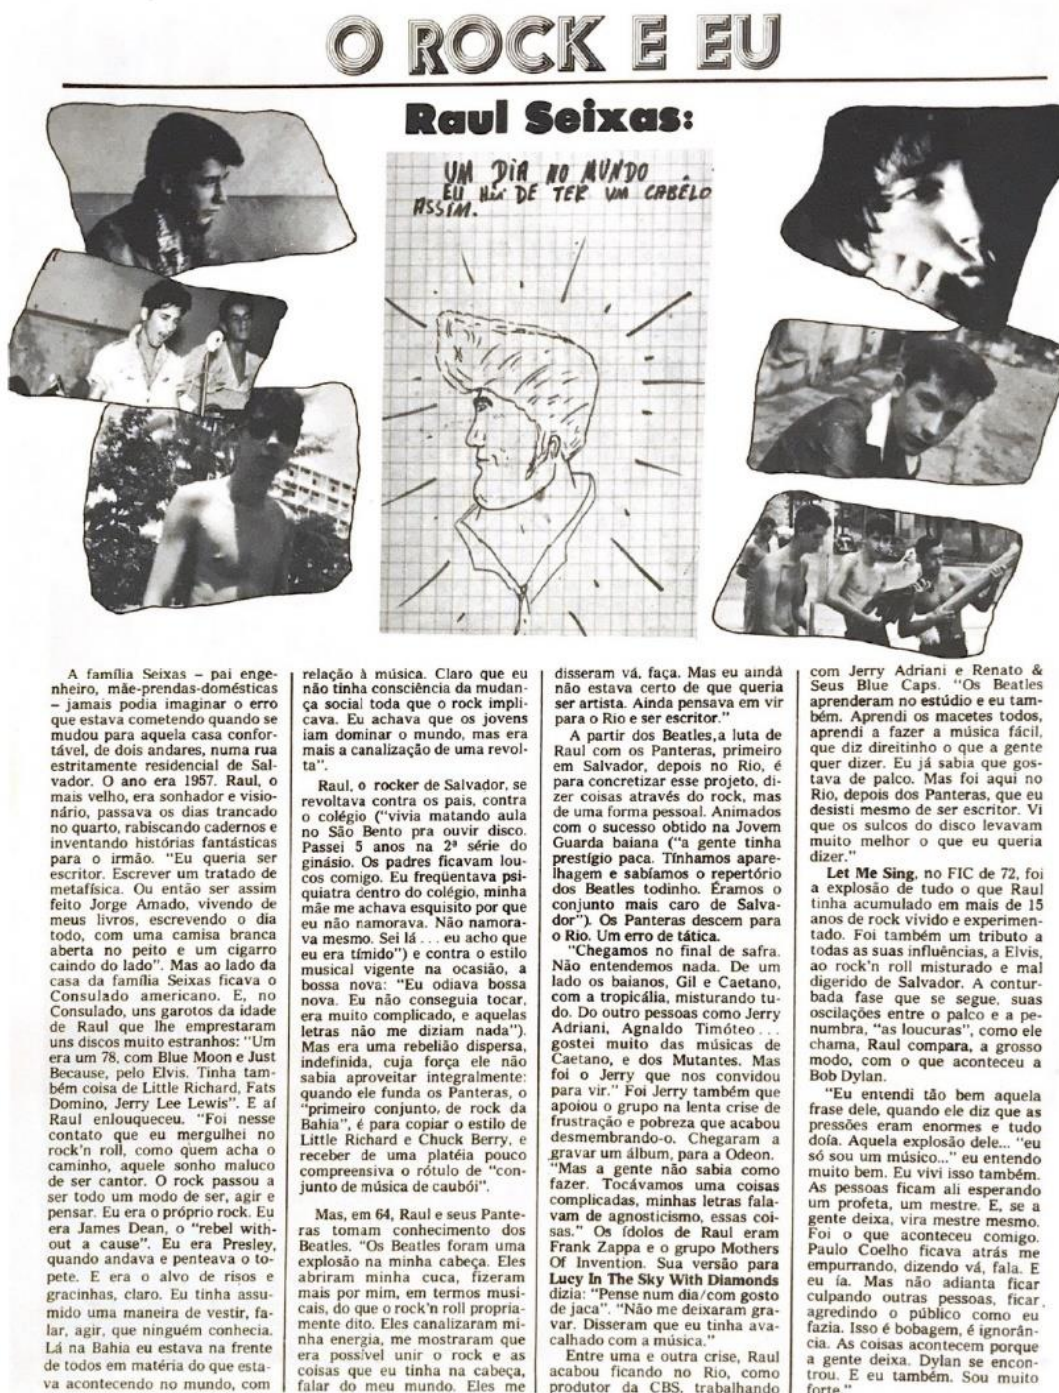 O ROCK E EU
Raul Seixas:
UM DIA NO MUNDO
EU HEI DE TER UM CABELO
ASSIM.
A família Seixas – pai enge-
nheiro, mãe-prendas-domésticas
– jamais podia imaginar o erro
que estava cometendo quando se
mudou para aquela casa confor-
tável, de dois andares, numa rua
estritamente residencial de Sal-
vador. O ano era 1957. Raul, o
mais velho, era sonhador e visio-
nário, passava os dias trancado
no quarto, rabiscando cadernos e
inventando histórias fantásticas
para o irmão. "Eu queria ser
escritor. Escrever um tratado de
metafísica. Ou então ser assim
feito Jorge Amado, vivendo de
meus livros, escrevendo o dia
todo, com uma camisa branca
aberta no peito e um cigarro
caindo do lado". Mas ao lado da
casa da família Seixas ficava o
Consulado americano. E, no
Consulado, uns garotos da idade
de Raul que lhe emprestaram
uns discos muito estranhos: "Um
era um 78, com Blue Moon e Just
Because, pelo Elvis. Tinha tam-
bém coisa de Little Richard, Fats
Domino, Jerry Lee Lewis". E aí
Raul enlouqueceu. "Foi nesse
contato que eu mergulhei no
rock'n roll, como quem acha o
caminho, aquele sonho maluco
de ser cantor. O rock passou a
ser todo um modo de ser, agir e
pensar. Eu era o próprio rock. Eu
era James Dean, o "rebel with-
out a cause". Eu era Presley,
quando andava e penteava o to-
pete. E era o alvo de risos e
gracinhas, claro. Eu tinha assu-
mido uma maneira de vestir, fa-
lar, agir, que ninguém conhecia.
Lá na Bahia eu estava na frente
de todos em matéria do que esta-
va acontecendo no mundo, com
relação à música. Claro que eu
não tinha consciência da mudan-
ça social toda que o rock impli-
cava. Eu achava que os jovens
iam dominar o mundo, mas era
mais a canalização de uma revol-
ta".
Raul, o rocker de Salvador, se
revoltava contra os pais, contra
o colégio ("vivia matando aula
no São Bento pra ouvir disco.
Passei 5 anos na 2ª série do
ginásio. Os padres ficavam lou-
cos comigo. Eu freqüentava psi-
quiatra dentro do colégio, minha
mãe me achava esquisito por que
eu não namorava. Não namora-
va mesmo. Sei lá . . . eu acho que
eu era tímido") e contra o estilo
musical vigente na ocasião, a
bossa nova: "Eu odiava bossa
nova. Eu não conseguia tocar,
era muito complicado, e aquelas
letras não me diziam nada").
Mas era uma rebelião dispersa,
indefinida, cuja força ele não
sabia aproveitar integralmente:
quando ele funda os Panteras, o
"primeiro conjunto, de rock da
Bahia", é para copiar o estilo de
Little Richard e Chuck Berry, e
receber de uma platéia pouco
compreensiva o rótulo de "con-
junto de música de caubói".
Mas, em 64, Raul e seus Pante-
ras tomam conhecimento dos
Beatles. "Os Beatles foram uma
explosão na minha cabeça. Eles
abriram minha cuca, fizeram
mais por mim, em termos musi-
cais, do que o rock'n roll propria-
mente dito. Eles canalizaram mi-
nha energia, me mostraram que
era possível unir o rock e as
coisas que eu tinha na cabeça,
falar do meu mundo. Eles me
disseram vá, faça. Mas eu ainda
não estava certo de que queria
ser artista. Ainda pensava em vir
para o Rio e ser escritor."
A partir dos Beatles, a luta de
Raul com os Panteras, primeiro
em Salvador, depois no Rio, é
para concretizar esse projeto, di-
zer coisas através do rock, mas
de uma forma pessoal. Animados
com o sucesso obtido na Jovem
Guarda baiana ("a gente tinha
prestígio paca. Tínhamos apare-
lhagem e sabíamos o repertório
dos Beatles todinho. Éramos o
conjunto mais caro de Salva-
dor"). Os Panteras descem para
o Rio. Um erro de tática.
"Chegamos no final de safra.
Não entendemos nada. De um
lado os baianos, Gil e Caetano,
com a tropicália, misturando tu-
do. Do outro pessoas como Jerry
Adriani, Agnaldo Timóteo . . .
gostei muito das músicas de
Caetano, e dos Mutantes. Mas
foi o Jerry que nos convidou
para vir." Foi Jerry também que
apoiou o grupo na lenta crise de
frustração e pobreza que acabou
desmembrando-o. Chegaram a
gravar um álbum, para a Odeon.
"Mas a gente não sabia como
fazer. Tocávamos uma coisas
complicadas, minhas letras fala-
vam de agnosticismo, essas coi-
sas." Os ídolos de Raul eram
Frank Zappa e o grupo Mothers
Of Invention. Sua versão para
Lucy In The Sky With Diamonds
dizia: "Pense num dia/com gosto
de jaca". "Não me deixaram gra-
var. Disseram que eu tinha ava-
calhado com a música."
Entre uma e outra crise, Raul
acabou ficando no Rio, como
produtor da CBS, trabalhando
com Jerry Adriani e Renato &
Seus Blue Caps. "Os Beatles
aprenderam no estúdio e eu tam-
bém. Aprendi os macetes todos,
aprendi a fazer a música fácil,
que diz direitinho o que a gente
quer dizer. Eu já sabia que gos-
tava de palco. Mas foi aqui no
Rio, depois dos Panteras, que eu
desisti mesmo de ser escritor. Vi
que os sulcos do disco levavam
muito melhor o que eu queria
dizer."
Let Me Sing, no FIC de 72, foi
a explosão de tudo o que Raul
tinha acumulado em mais de 15
anos de rock vivido e experimen-
tado. Foi também um tributo a
todas as suas influências, a Elvis,
ao rock'n roll misturado e mal
digerido de Salvador. A contur-
bada fase que se segue, suas
oscilações entre o palco e a pe-
numbra, "as loucuras", como ele
chama, Raul compara, a grosso
modo, com o que aconteceu a
Bob Dylan.
"Eu entendi tão bem aquela
frase dele, quando ele diz que as
pressões eram enormes e tudo
doía. Aquela explosão dele... "eu
só sou um músico..." eu entendo
muito bem. Eu vivi isso também.
As pessoas ficam ali esperando
um profeta, um mestre. E, se a
gente deixa, vira mestre mesmo.
Foi o que aconteceu comigo.
Paulo Coelho ficava atrás me
empurrando, dizendo vá, fala. E
eu ía. Mas não adianta ficar
culpando outras pessoas, ficar
agredindo o público como eu
fazia. Isso é bobagem, é ignorân-
cia. As coisas acontecem porque
a gente deixa. Dylan se encon-
trou. E eu também. Sou muito
forte."